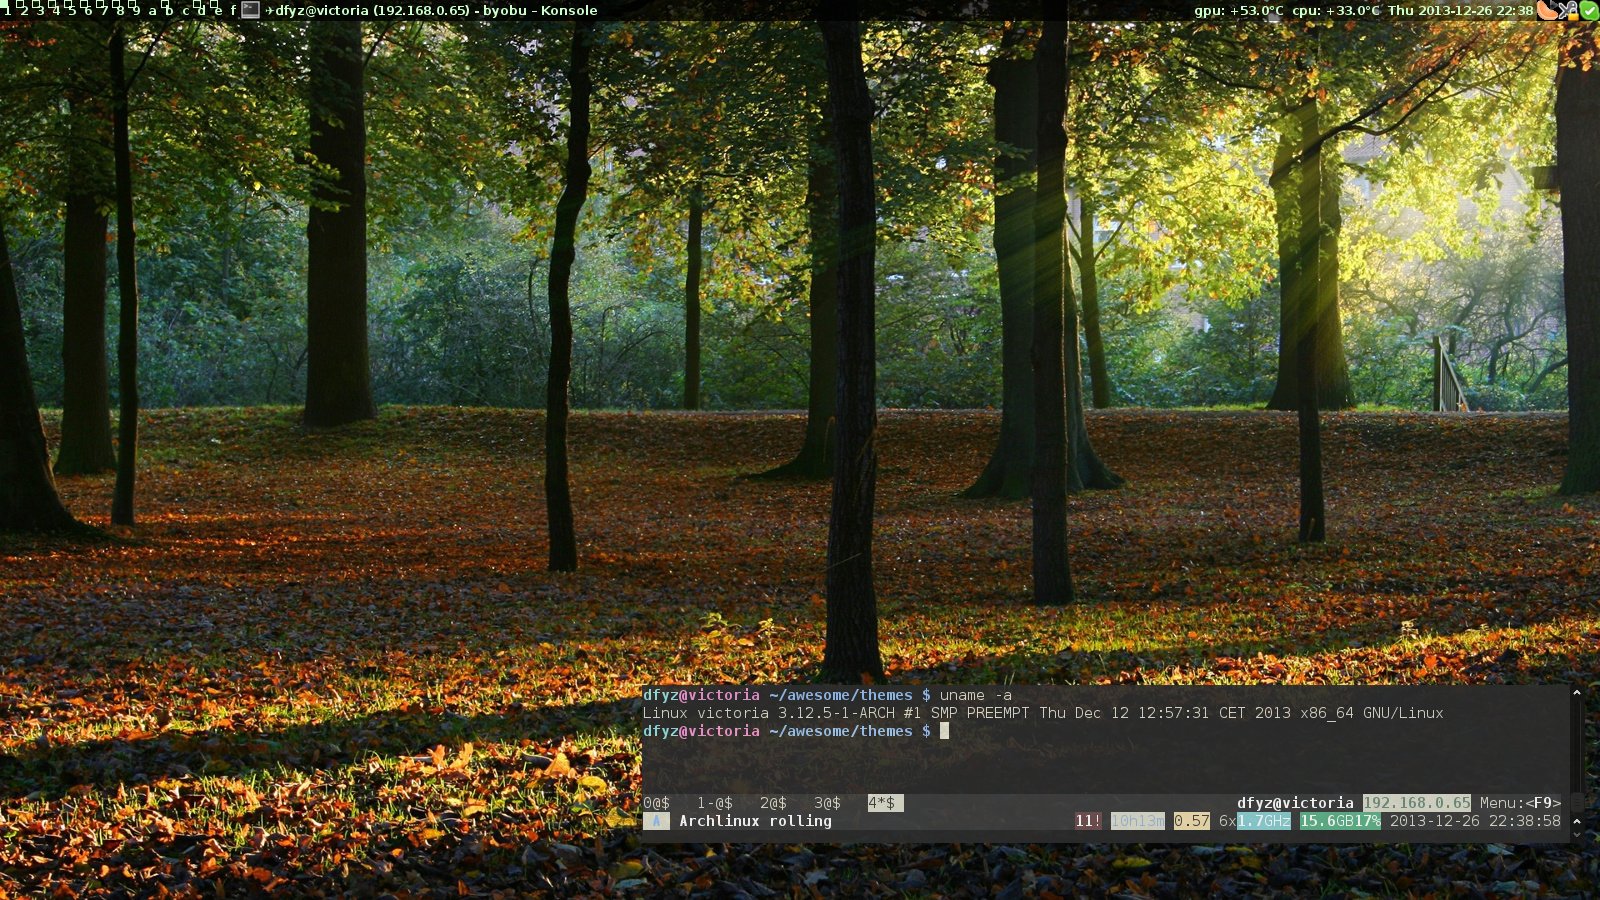 1 2 3 4 5 6 7 8 9 a b c d e f ✈dfyz@victoria (192.168.0.65) - byobu – Konsole gpu: +53.0°C cpu: +33.0°C Thu 2013-12-26 22:38
dfyz@victoria ~/awesome/themes $ uname -a
Linux victoria 3.12.5-1-ARCH #1 SMP PREEMPT Thu Dec 12 12:57:31 CET 2013 x86_64 GNU/Linux
dfyz@victoria ~/awesome/themes $
0@$ 1-@$ 2@$ 3@$ 4*$ dfyz@victoria 192.168.0.65 Menu:<F9>
A Archlinux rolling 11! 10h13m 0.57 6x1.7GHz 15.6GB17% 2013-12-26 22:38:58